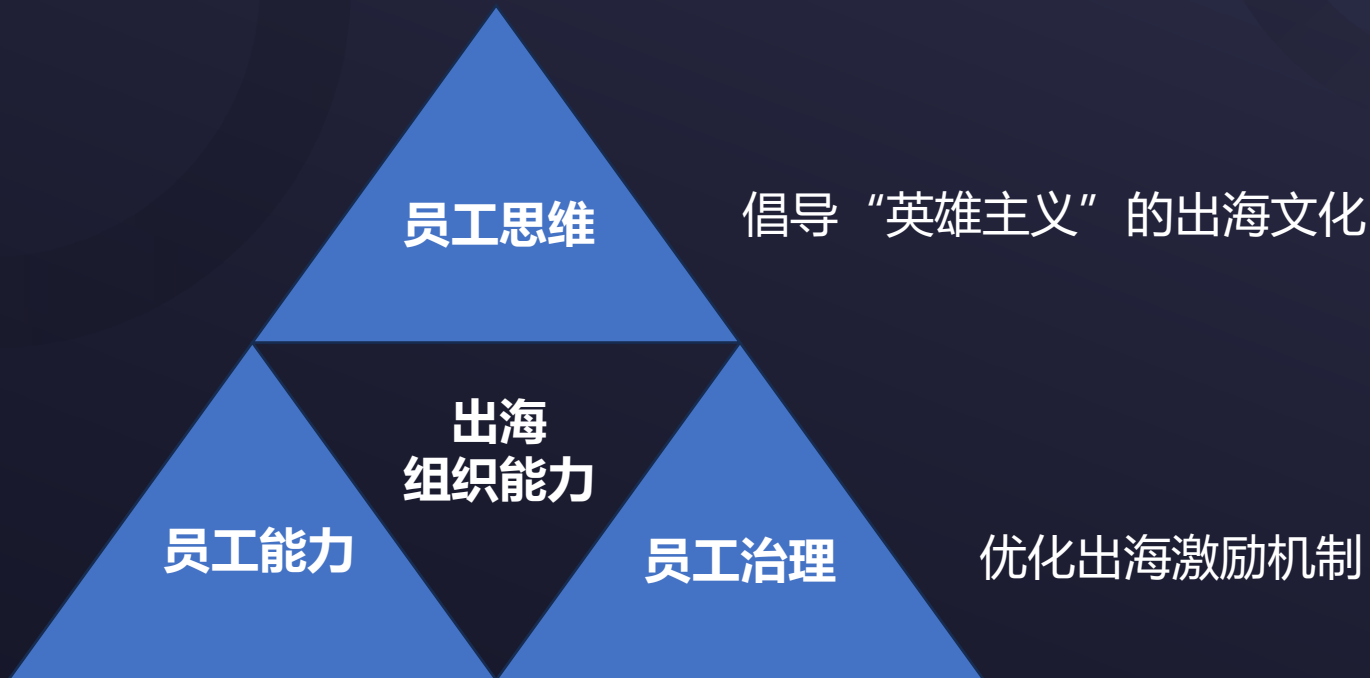 员工思维
倡导“英雄主义”的出海文化
出海
组织能力
员工能力
员工治理
优化出海激励机制